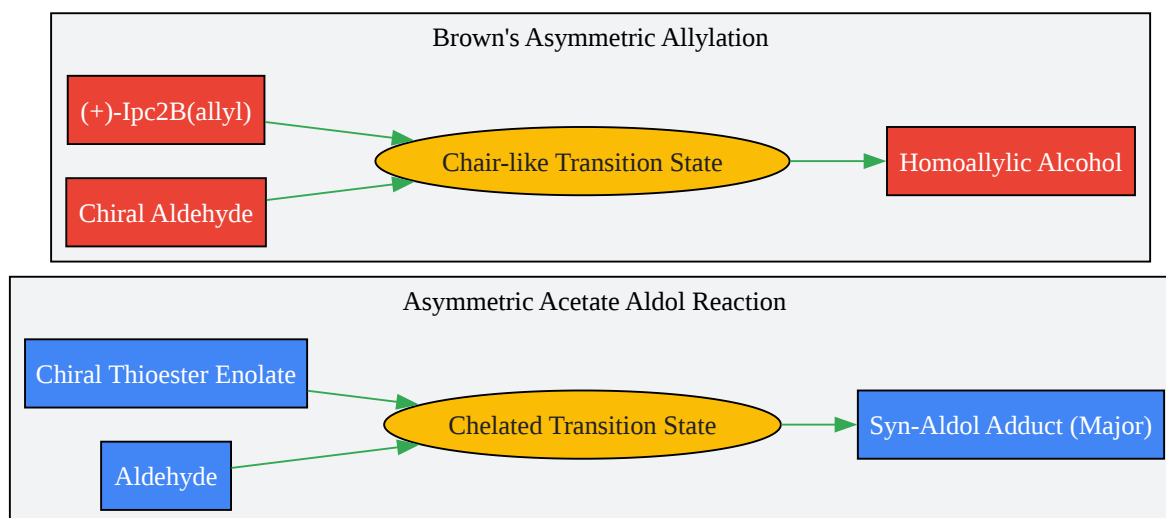 Brown's Asymmetric Allylation
(+)-Ipc2B(allyl)
Chiral Aldehyde
Chair-like Transition State
Homoallylic Alcohol
Asymmetric Acetate Aldol Reaction
Chiral Thioester Enolate
Aldehyde
Chelated Transition State
Syn-Aldol Adduct (Major)